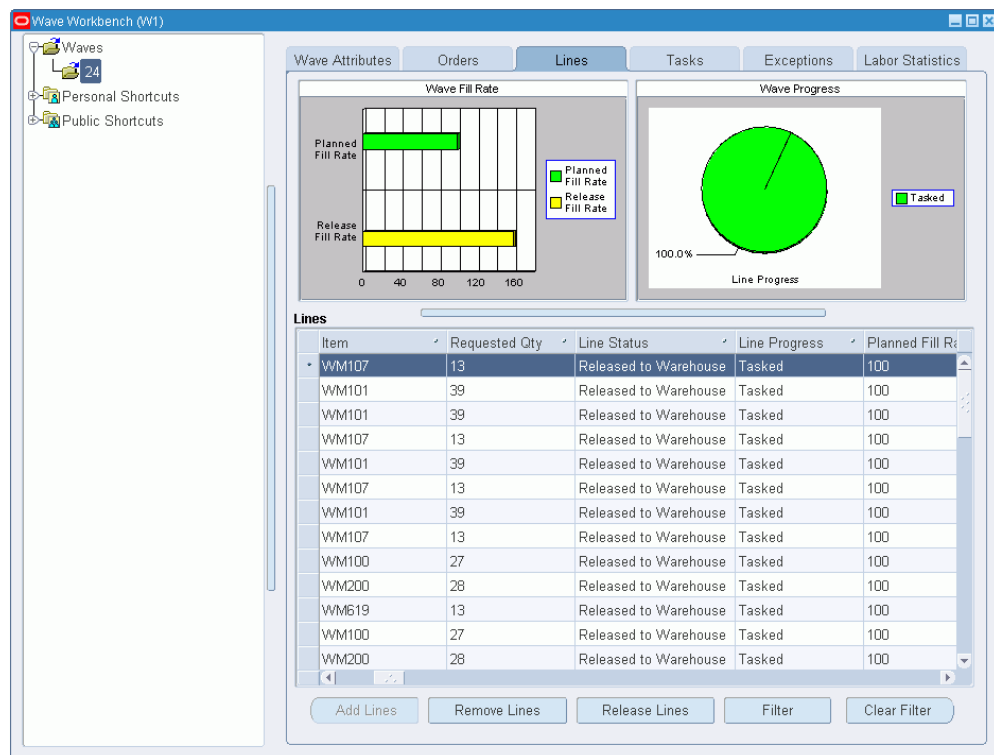 Wave Workbench (W1)
Waves
24
Personal Shortcuts
Public Shortcuts
Wave Attributes Orders Lines Tasks Exceptions Labor Statistics
Wave Fill Rate
Planned
Fill Rate
Release
Fill Rate
0 40 80 120 160
Planned
Fill Rate
Release
Fill Rate
Wave Progress
100.0%
Line Progress
Tasked
Lines
Item Requested Qty Line Status Line Progress Planned Fill Ra
WM107 13 Released to Warehouse Tasked 100
WM101 39 Released to Warehouse Tasked 100
WM101 39 Released to Warehouse Tasked 100
WM107 13 Released to Warehouse Tasked 100
WM101 39 Released to Warehouse Tasked 100
WM107 13 Released to Warehouse Tasked 100
WM101 39 Released to Warehouse Tasked 100
WM107 13 Released to Warehouse Tasked 100
WM100 27 Released to Warehouse Tasked 100
WM200 28 Released to Warehouse Tasked 100
WM619 13 Released to Warehouse Tasked 100
WM100 27 Released to Warehouse Tasked 100
WM200 28 Released to Warehouse Tasked 100
Add Lines Remove Lines Release Lines Filter Clear Filter